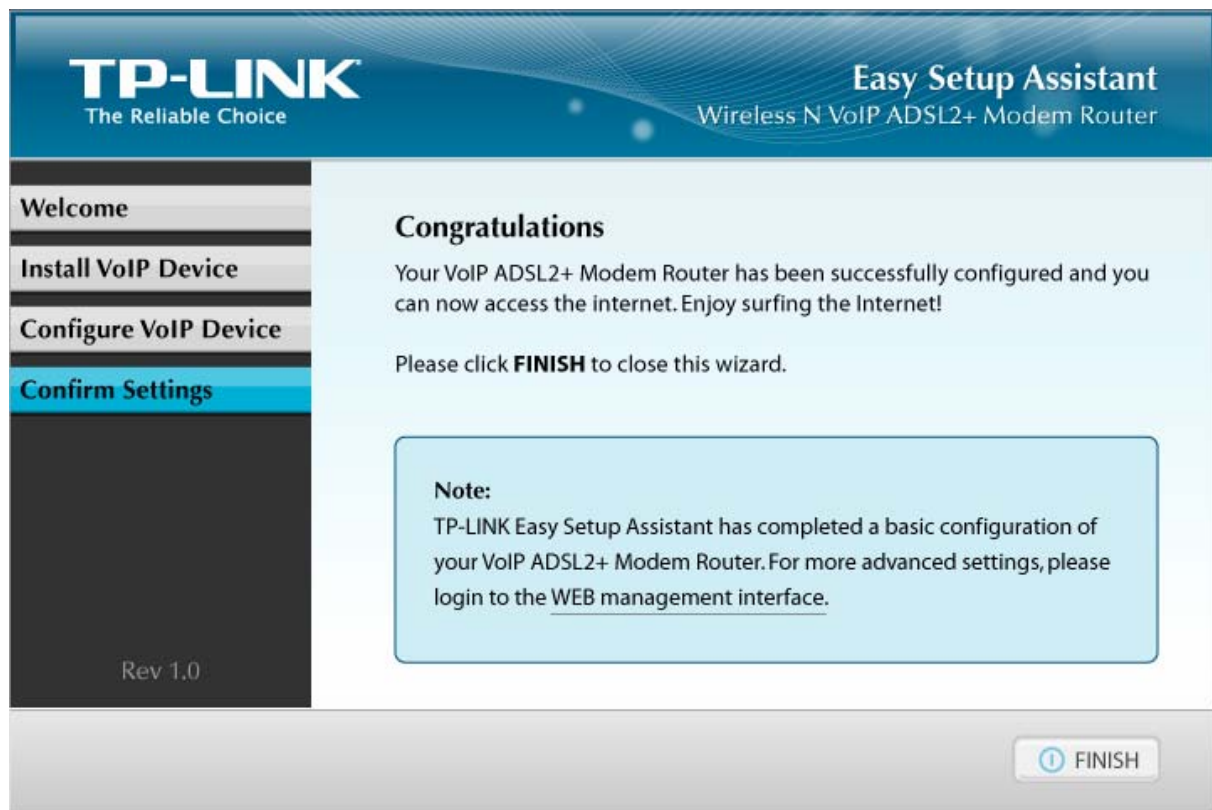 TP-LINK
The Reliable Choice
Easy Setup Assistant
Wireless N VoIP ADSL2+ Modem Router
Welcome
Install VoIP Device
Configure VoIP Device
Confirm Settings
Rev 1.0
Congratulations
Your VoIP ADSL2+ Modem Router has been successfully configured and you
can now access the internet. Enjoy surfing the Internet!
Please click FINISH to close this wizard.
Note:
TP-LINK Easy Setup Assistant has completed a basic configuration of
your VoIP ADSL2+ Modem Router. For more advanced settings, please
login to the WEB management interface.
FINISH